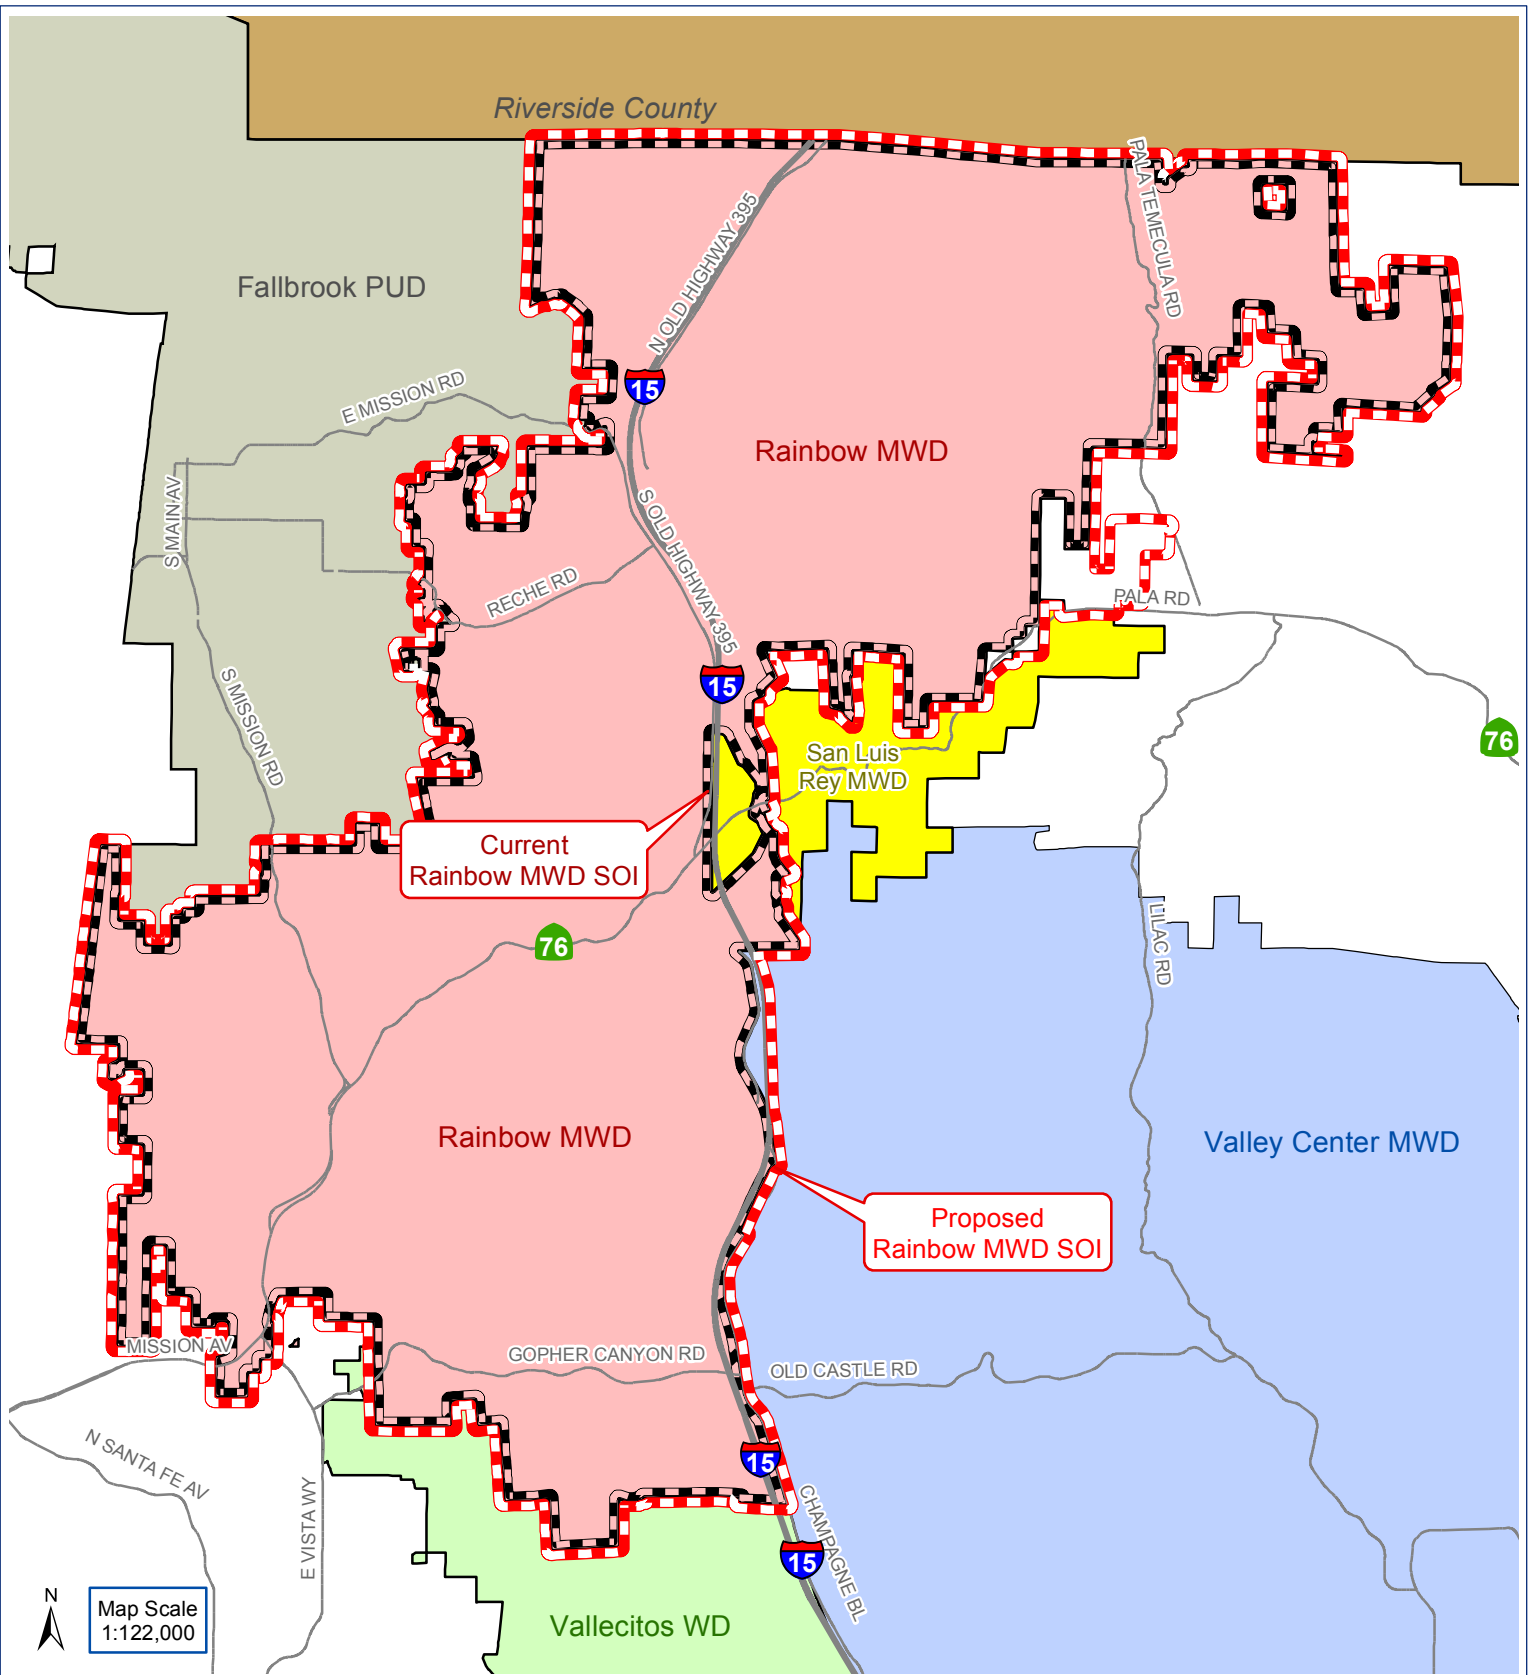 Riverside County
PALA TEMECULA RD
N OLD HIGHWAY 395
Fallbrook PUD
15
E MISSION RD
Rainbow MWD
S MAIN AV
S OLD HIGHWAY 395
RECHE RD
PALA RD
S MISSION RD
15
76
San Luis
Rey MWD
Current
Rainbow MWD SOI
76
LILAC RD
Rainbow MWD
Valley Center MWD
Proposed
Rainbow MWD SOI
MISSION AV
GOPHER CANYON RD
OLD CASTLE RD
N SANTA FE AV
E VISTA WY
15
CHAMPAGNE BL
15
N
Map Scale
1:122,000
Vallecitos WD